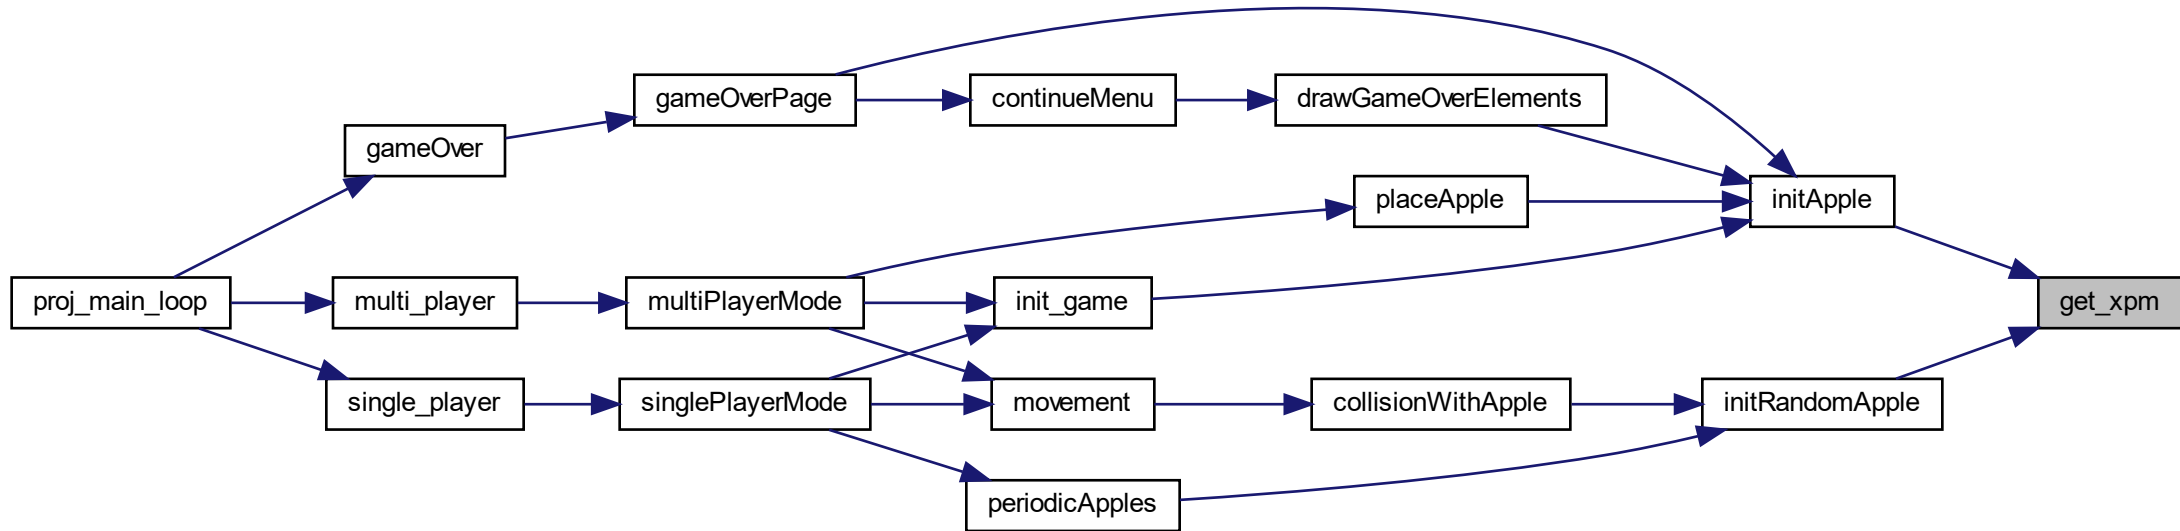 gameOverPage
continueMenu
drawGameOverElements
gameOver
placeApple
initApple
proj_main_loop
multi_player
multiPlayerMode
init_game
get_xpm
single_player
singlePlayerMode
movement
collisionWithApple
initRandomApple
periodicApples